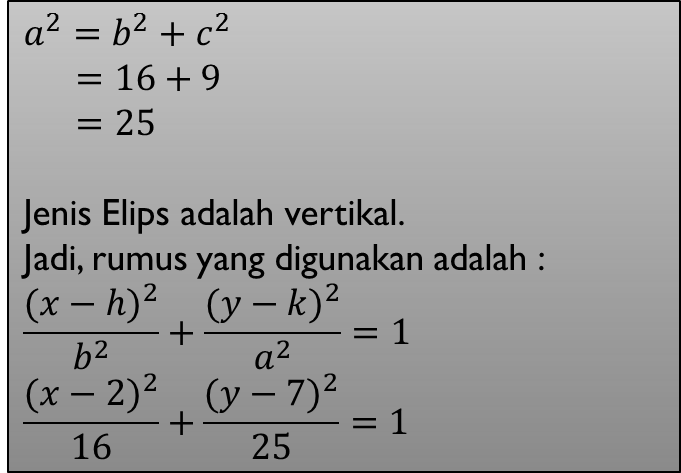 a² = b² + c²
= 16 + 9
= 25
Jenis Elips adalah vertikal.
Jadi, rumus yang digunakan adalah :
(x − h)²/b² + (y − k)²/a² = 1
(x − 2)²/16 + (y − 7)²/25 = 1